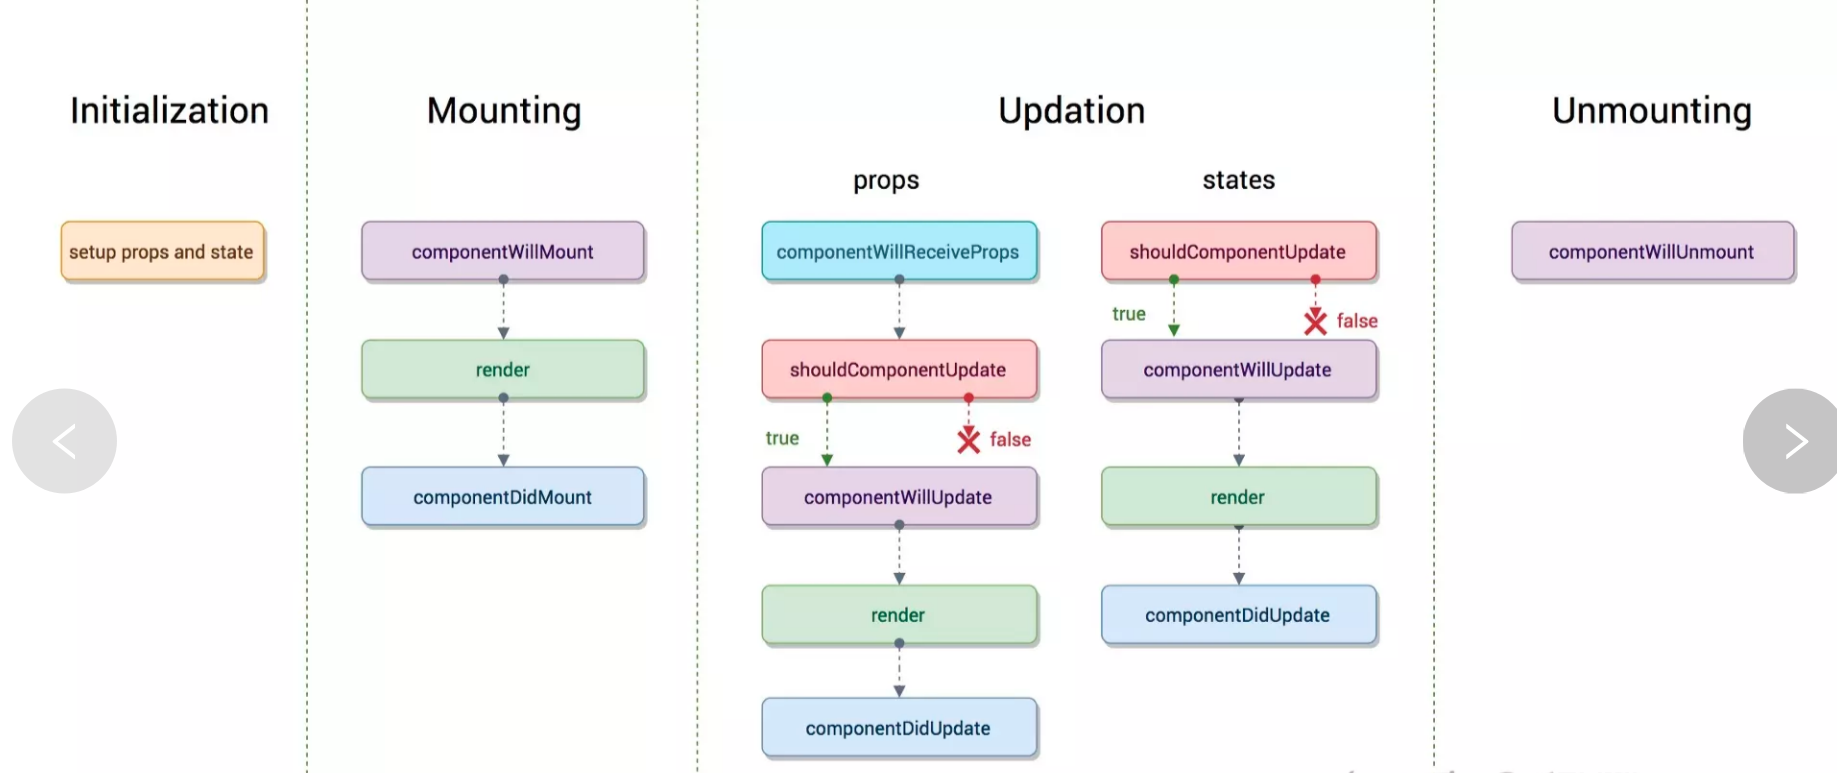 Initialization
setup props and state
Mounting
componentWillMount
render
componentDidMount
Updation
props
componentWillReceiveProps
shouldComponentUpdate
true
false
componentWillUpdate
render
componentDidUpdate
states
shouldComponentUpdate
true
false
componentWillUpdate
render
componentDidUpdate
Unmounting
componentWillUnmount